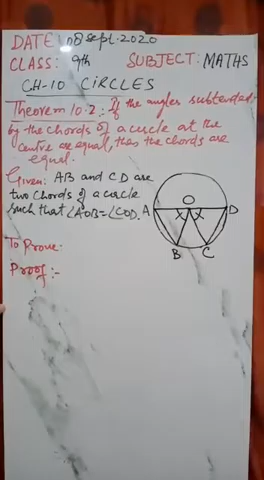 DATE: 08 sept. 2020
CLASS: 9th SUBJECT: MATHS
CH-10 CIRCLES
Theorem 10.2:- If the angles subtended
by the chords of a circle at the
centre are equal, then the chords are
equal.
Given: AB and CD are
two chords of a circle
such that ∠AOB=∠COD.
A O D
x x
B C
To Prove:-
Proof:-